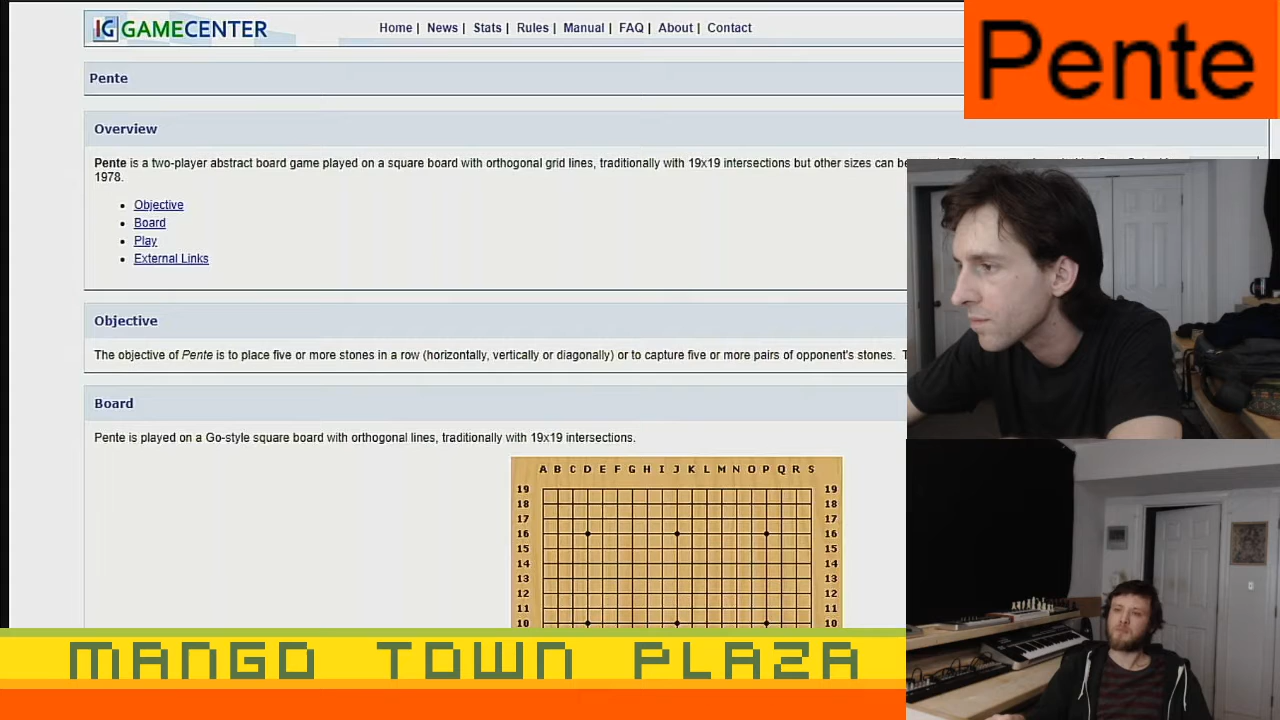 IG GAMECENTER
Home | News | Stats | Rules | Manual | FAQ | About | Contact
Pente
Pente
Overview
Pente is a two-player abstract board game played on a square board with orthogonal grid lines, traditionally with 19x19 intersections but other sizes can be
1978.
Objective
Board
Play
External Links
Objective
The objective of Pente is to place five or more stones in a row (horizontally, vertically or diagonally) or to capture five or more pairs of opponent's stones.
Board
Pente is played on a Go-style square board with orthogonal lines, traditionally with 19x19 intersections.
A B C D E F G H I J K L M N O P Q R S
19 19
18 18
17 17
16 16
15 15
14 14
13 13
12 12
11 11
10 10
MANGO TOWN PLAZA